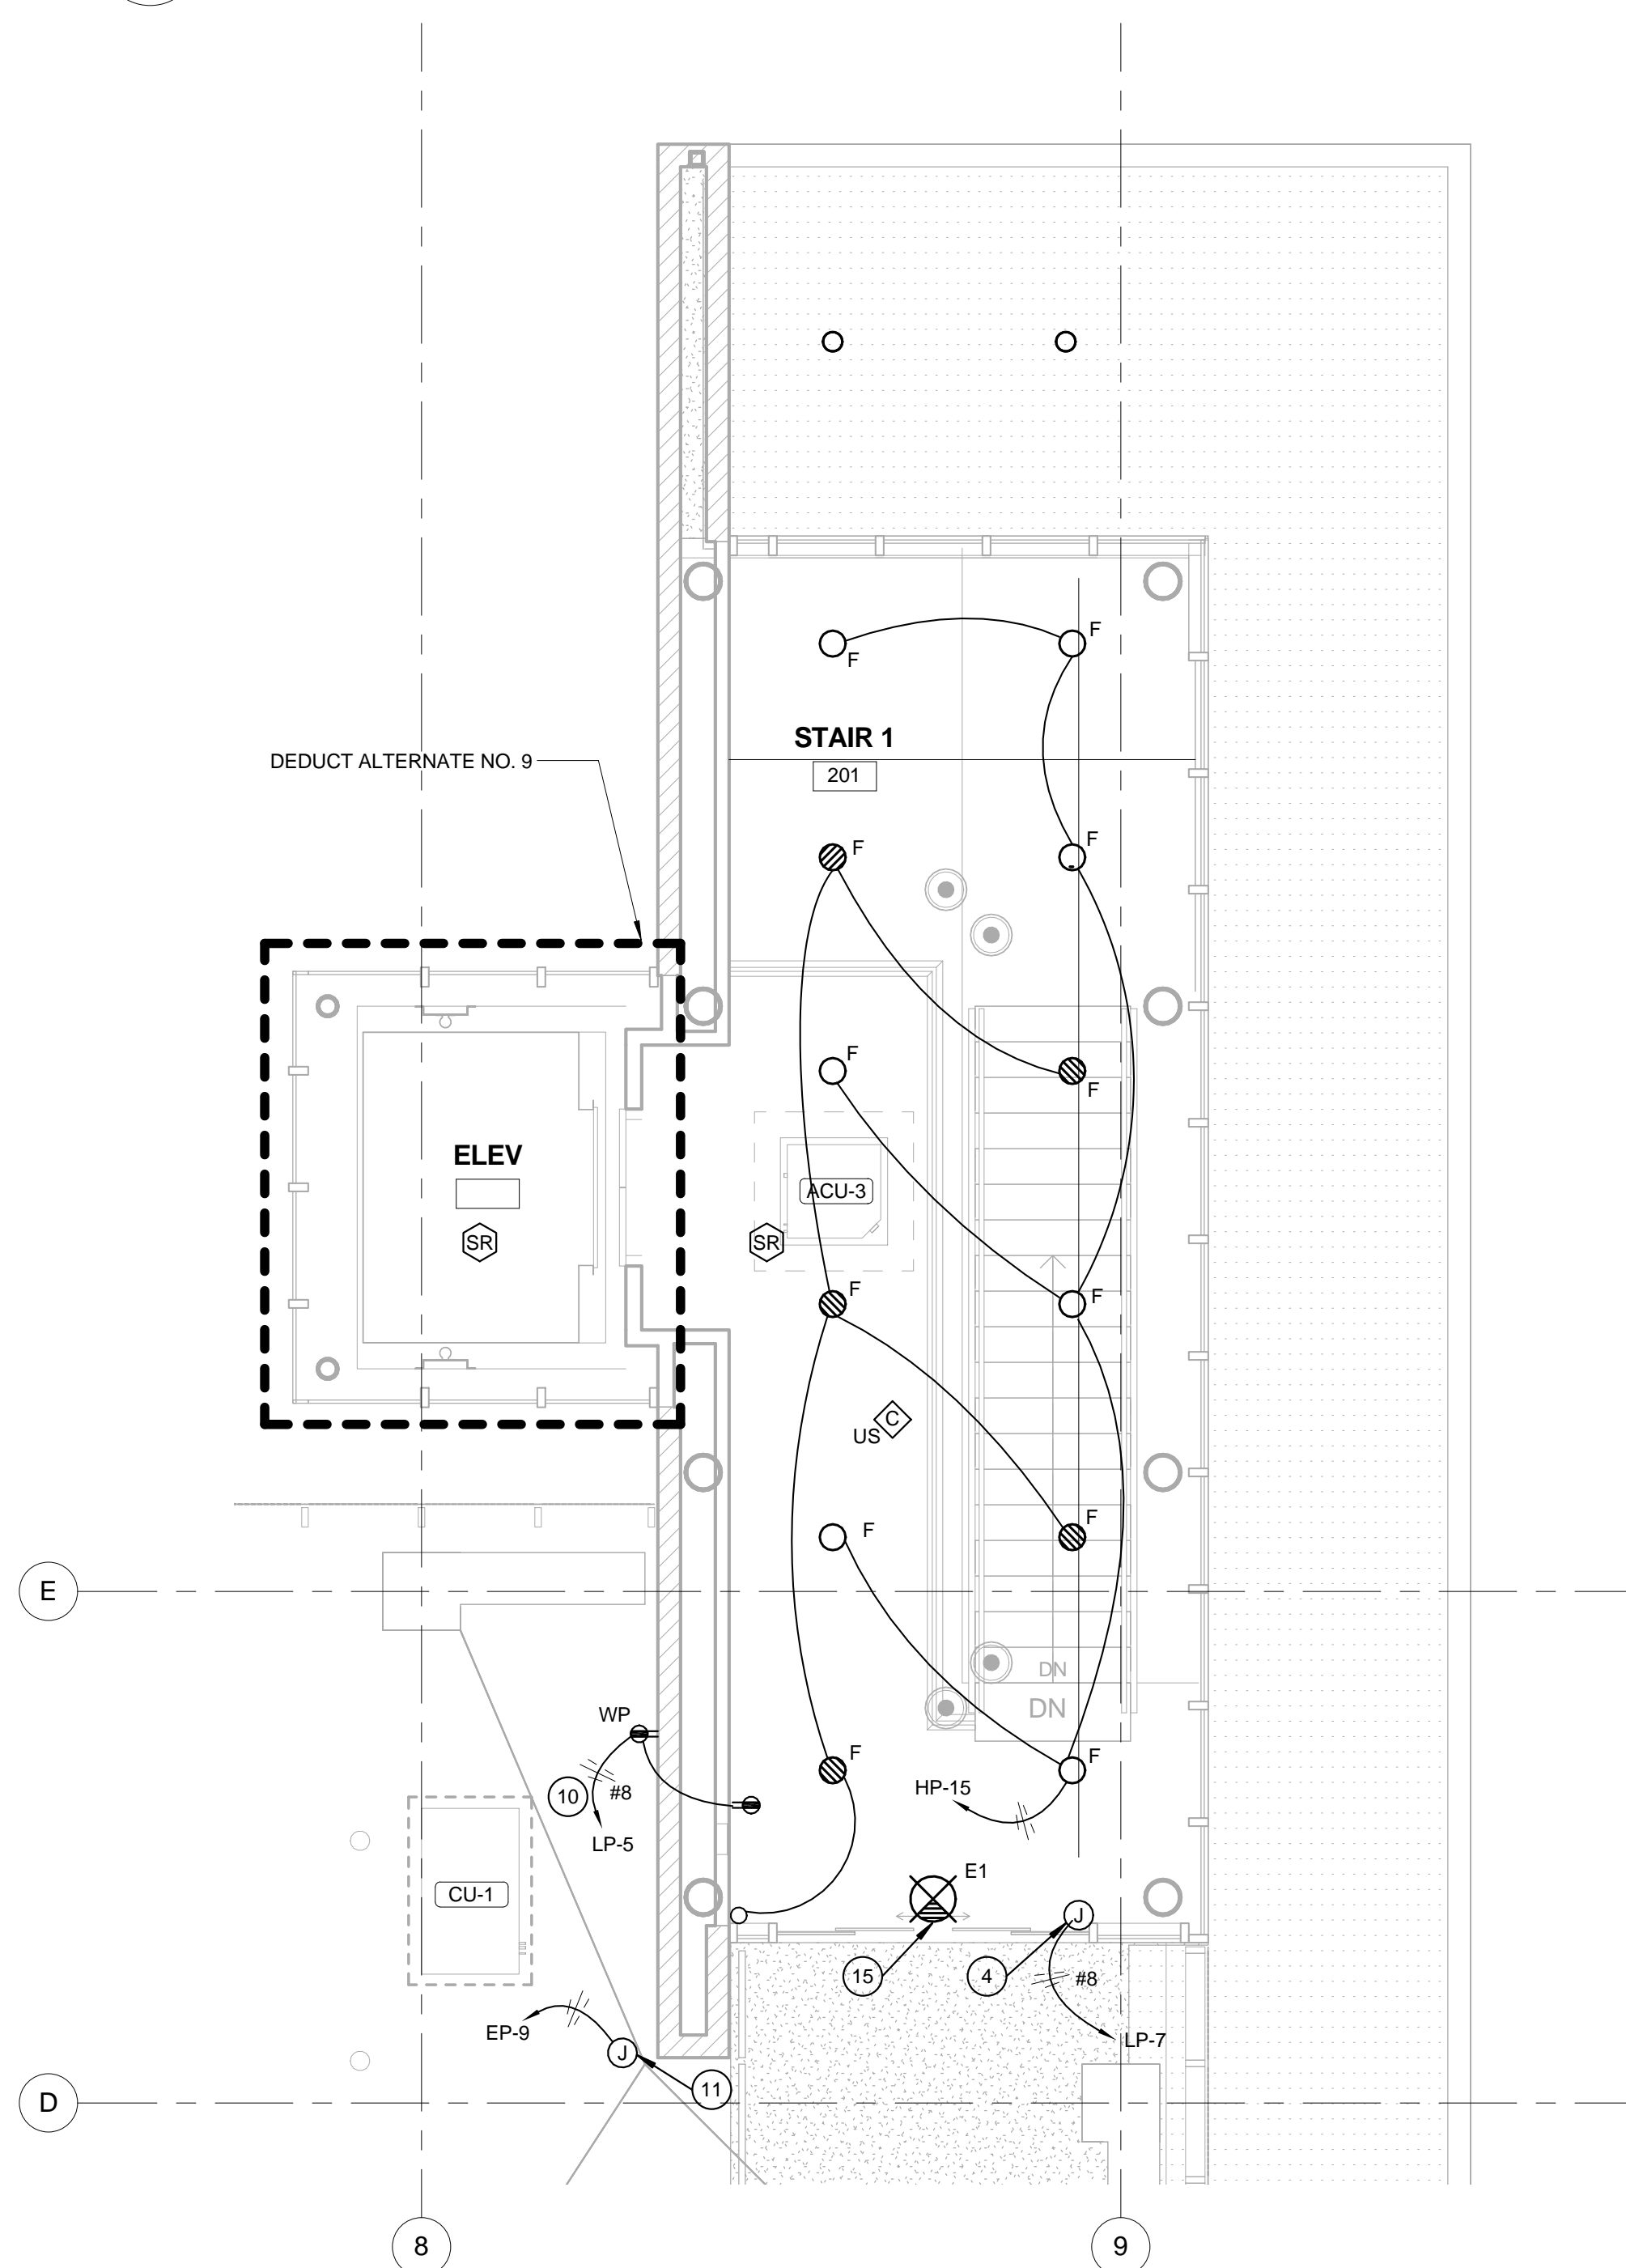 F
F
STAIR 1
DEDUCT ALTERNATE NO. 9
201
F
F
F
F
ELEV
ACU-3
SR
SR
F
F
C
US
F
F
E
DN
DN
WP
F
F
HP-15
10
#8
LP-5
E1
CU-1
J
15
4
#8
EP-9
LP-7
J
11
D
8
9